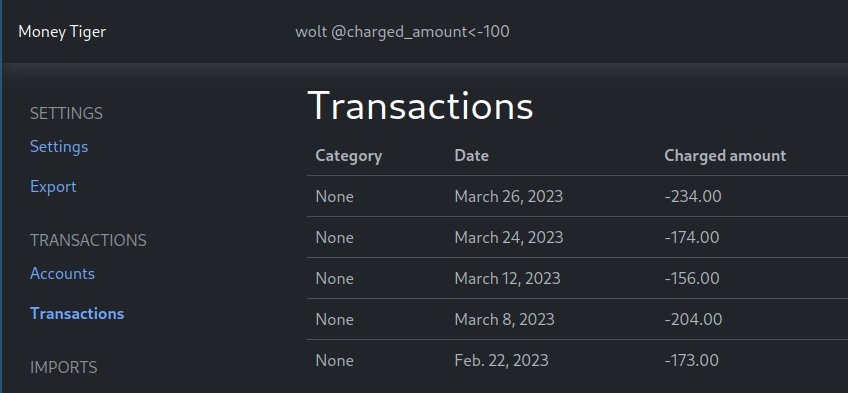 Money Tiger
wolt @charged_amount<-100
SETTINGS
Settings
Export
TRANSACTIONS
Accounts
Transactions
IMPORTS
Transactions
Category Date Charged amount
None March 26, 2023 -234.00
None March 24, 2023 -174.00
None March 12, 2023 -156.00
None March 8, 2023 -204.00
None Feb. 22, 2023 -173.00